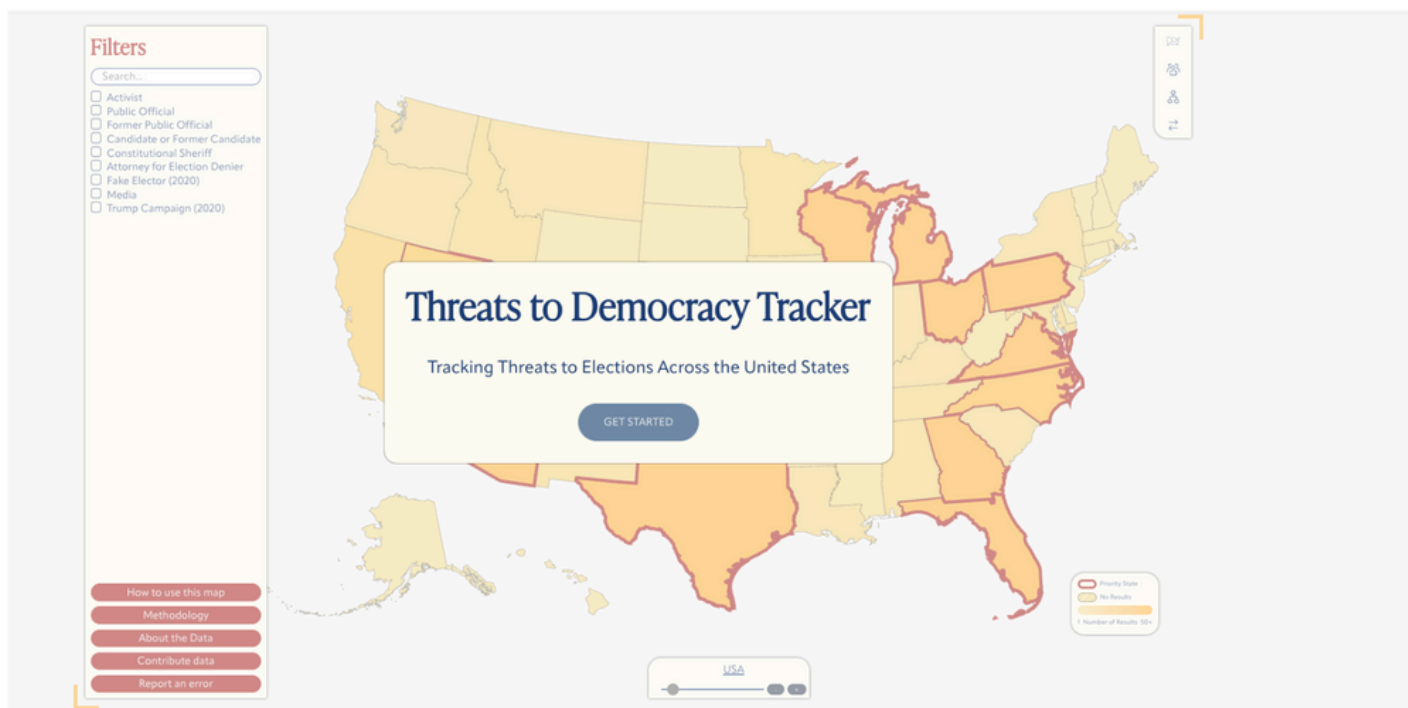 Filters
Search...
Activist
Public Official
Former Public Official
Candidate or Former Candidate
Constitutional Sheriff
Attorney for Election Denier
Fake Elector (2020)
Media
Trump Campaign (2020)
Threats to Democracy Tracker
Tracking Threats to Elections Across the United States
GET STARTED
How to use this map
Methodology
About the Data
Contribute data
Report an error
Priority State
No Results
1 Number of Results 50+
USA